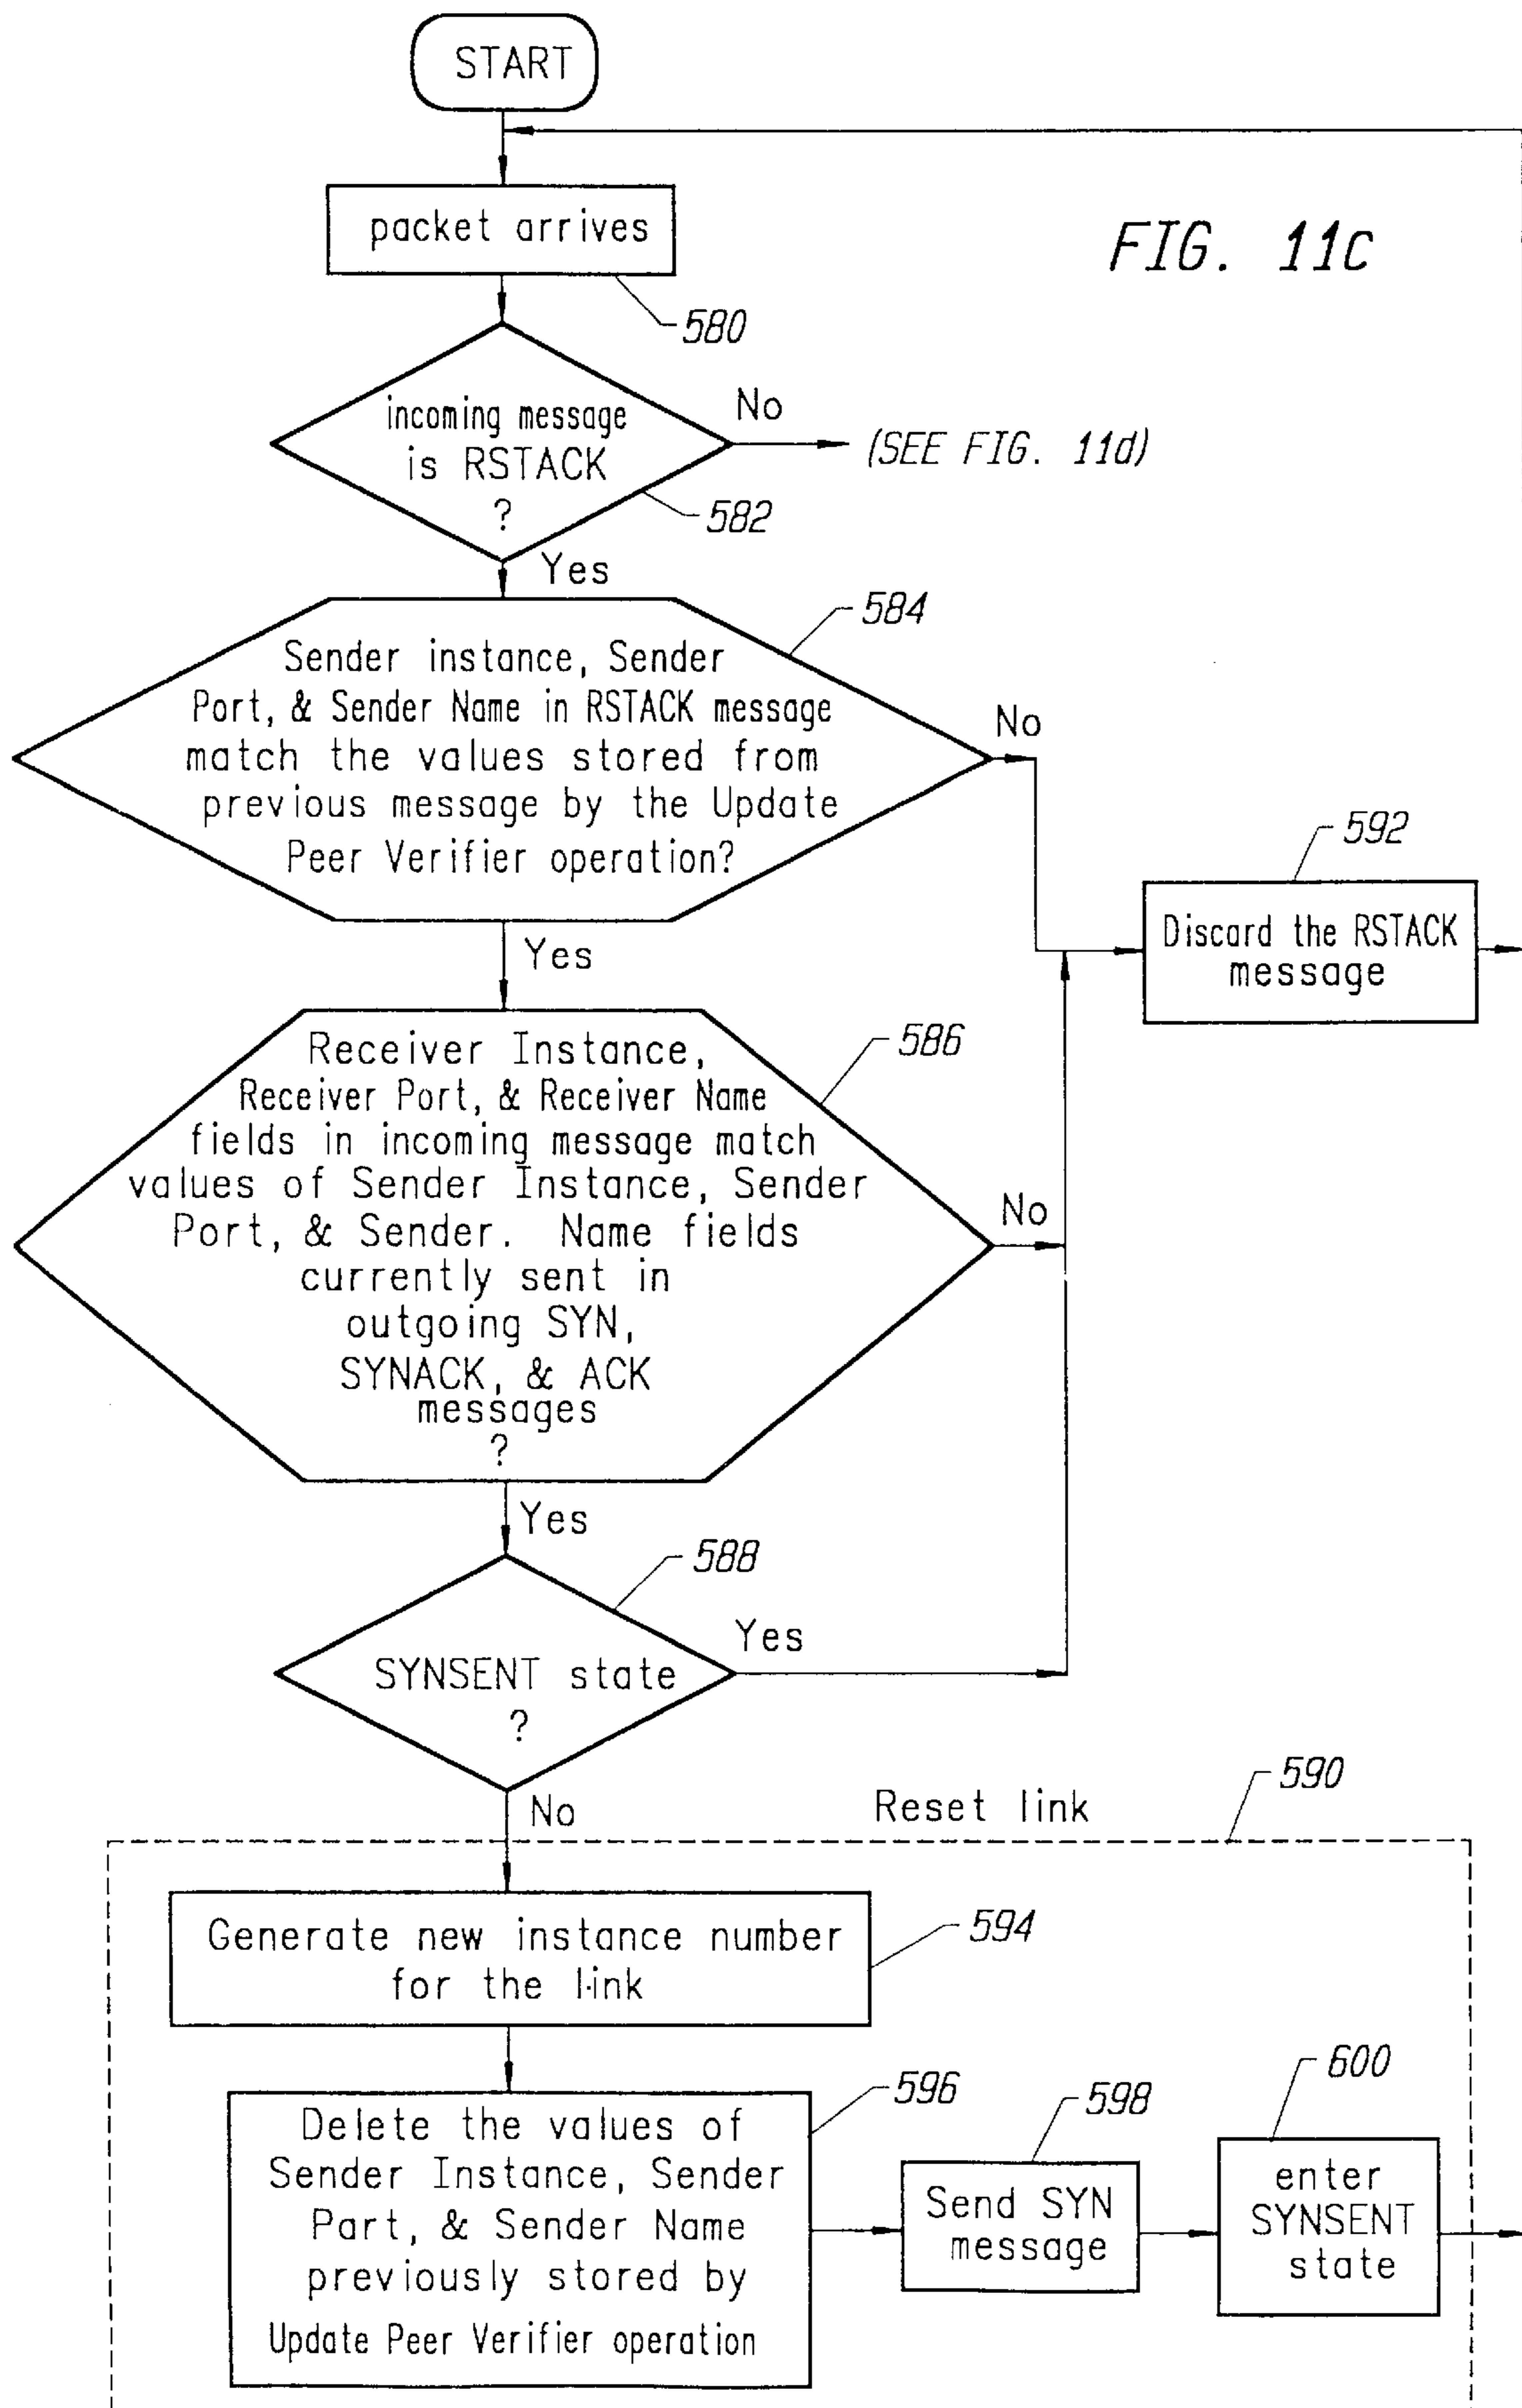 START
packet arrives
FIG. 11c
580
incoming message
is RSTACK
?
No
(SEE FIG. 11d)
582
Yes
584
Sender instance, Sender
Port, & Sender Name in RSTACK message
match the values stored from
previous message by the Update
Peer Verifier operation?
No
592
Discard the RSTACK
message
Yes
586
Receiver Instance,
Receiver Port, & Receiver Name
fields in incoming message match
values of Sender Instance, Sender
Port, & Sender. Name fields
currently sent in
outgoing SYN,
SYNACK, & ACK
messages
?
No
Yes
588
SYNSENT state
?
Yes
No
Reset link
590
Generate new instance number
for the link
594
Delete the values of
Sender Instance, Sender
Part, & Sender Name
previously stored by
Update Peer Verifier operation
596
Send SYN
message
598
enter
SYNSENT
state
600